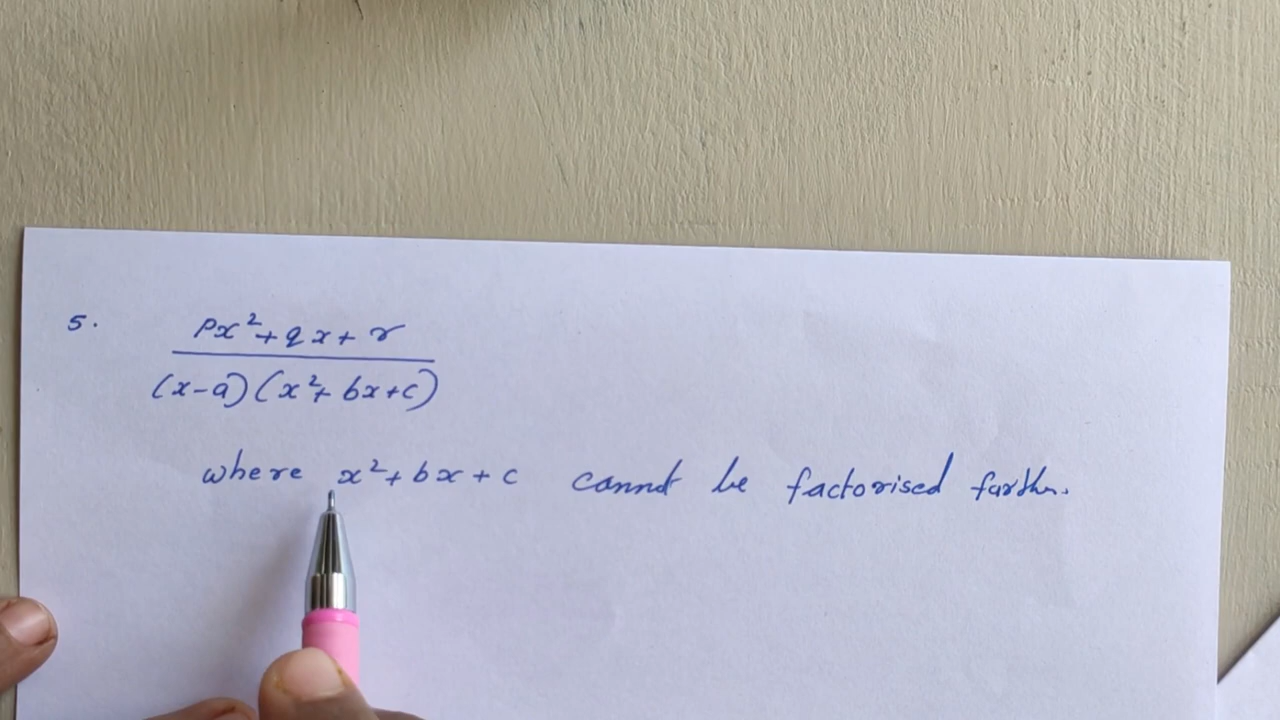 5.
px²+qx+r
(x-a)(x²+bx+c)
where x²+bx+c cannot be factorised further.